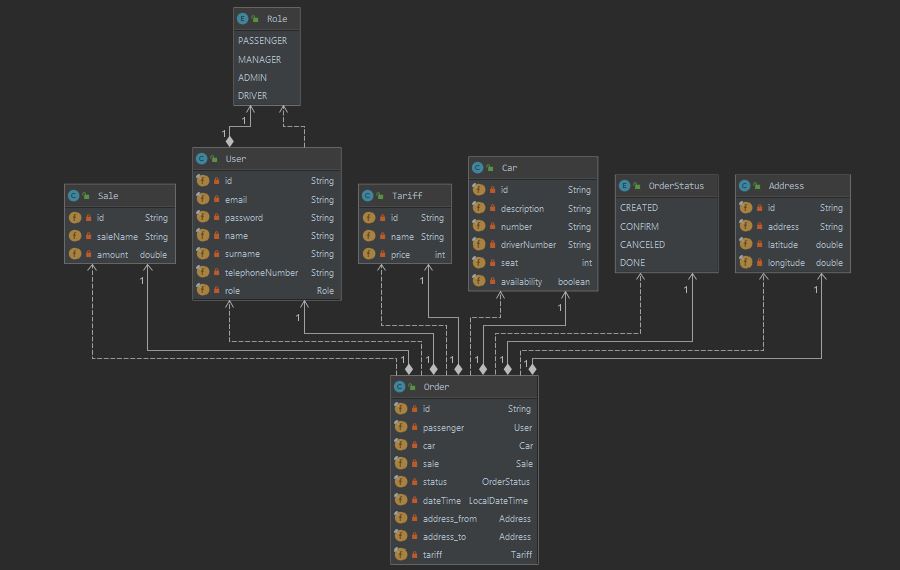 E Role
PASSENGER
MANAGER
ADMIN
DRIVER
1
1
C User
f id String
f email String
f password String
f name String
f surname String
f telephoneNumber String
f role Role
C Sale
f id String
f saleName String
f amount double
C Tariff
f id String
f name String
f price int
C Car
f id String
f description String
f number String
f driverNumber String
f seat int
f availability boolean
E OrderStatus
CREATED
CONFIRM
CANCELED
DONE
C Address
f id String
f address String
f latitude double
f longitude double
1 1 1 1 1 1
1 1 1 1 1 1
C Order
f id String
f passenger User
f car Car
f sale Sale
f status OrderStatus
f dateTime LocalDateTime
f address_from Address
f address_to Address
f tariff Tariff